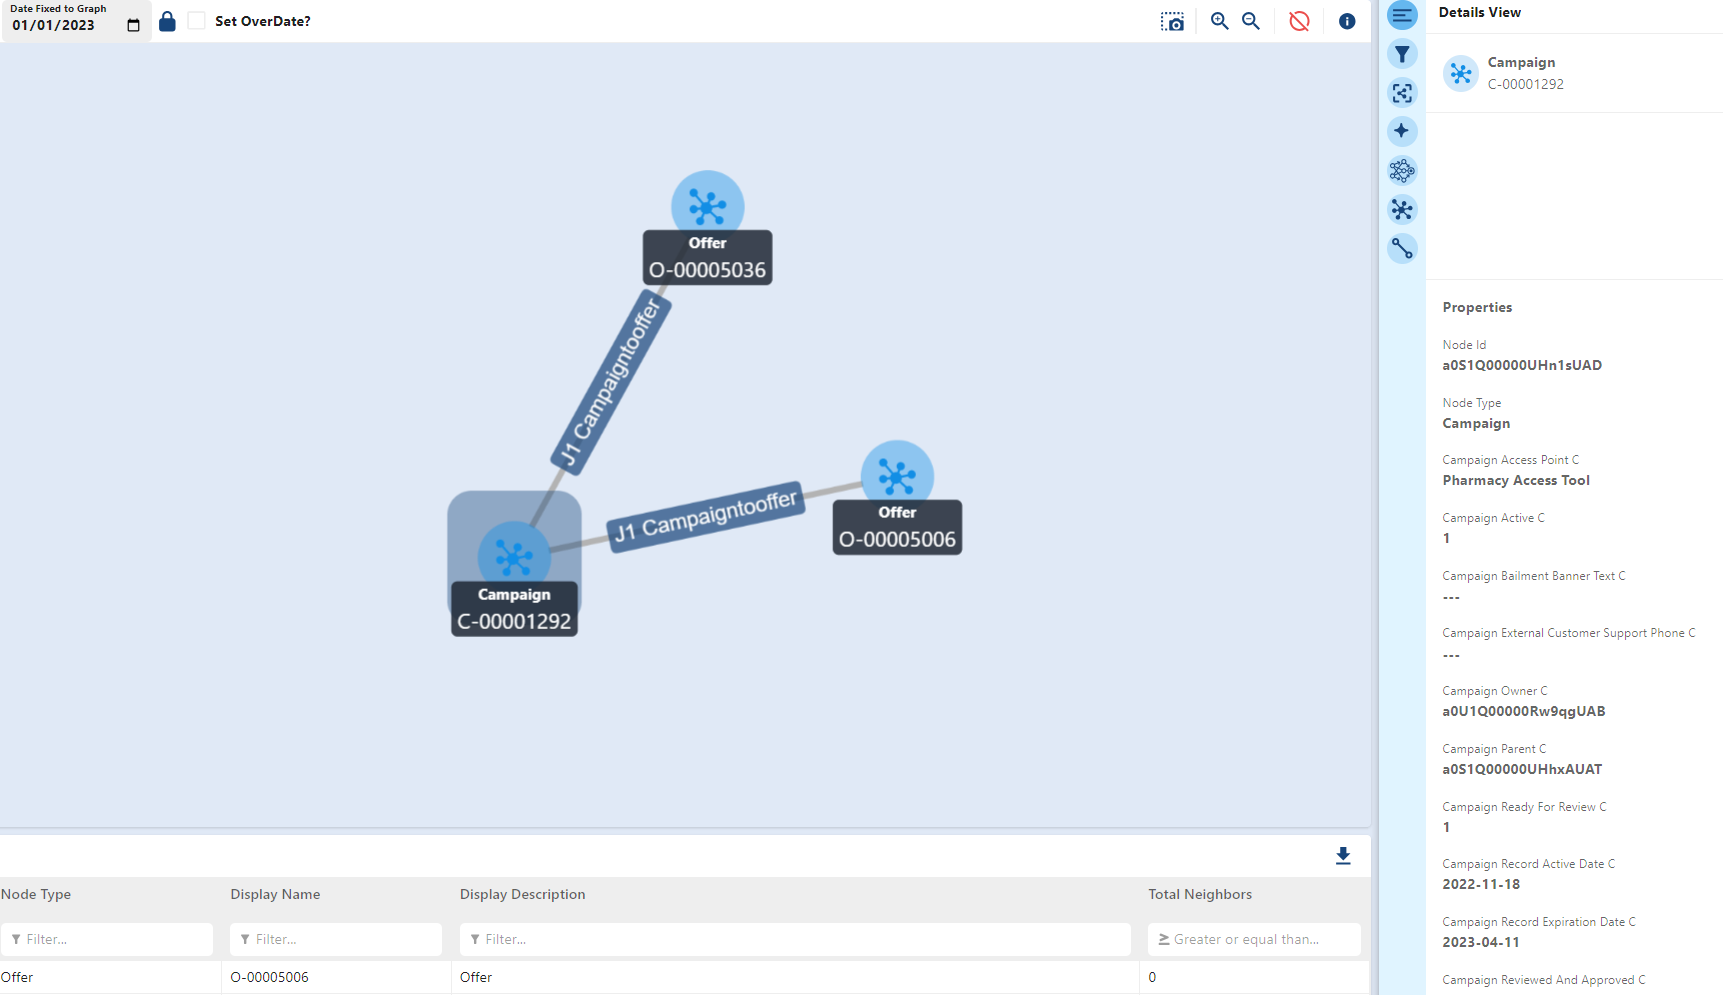 Date Fixed to Graph
01/01/2023
Set OverDate?
Offer
O-00005036
J1 Campaigntooffer
J1 Campaigntooffer
Offer
O-00005006
Campaign
C-00001292
Node Type
Display Name
Display Description
Total Neighbors
Filter...
Filter...
Filter...
≥ Greater or equal than...
Offer
O-00005006
Offer
0
Details View
Campaign
C-00001292
Properties
Node Id
a0S1Q00000UHn1sUAD
Node Type
Campaign
Campaign Access Point C
Pharmacy Access Tool
Campaign Active C
1
Campaign Bailment Banner Text C
---
Campaign External Customer Support Phone C
---
Campaign Owner C
a0U1Q00000Rw9qgUAB
Campaign Parent C
a0S1Q00000UHhxAUAT
Campaign Ready For Review C
1
Campaign Record Active Date C
2022-11-18
Campaign Record Expiration Date C
2023-04-11
Campaign Reviewed And Approved C